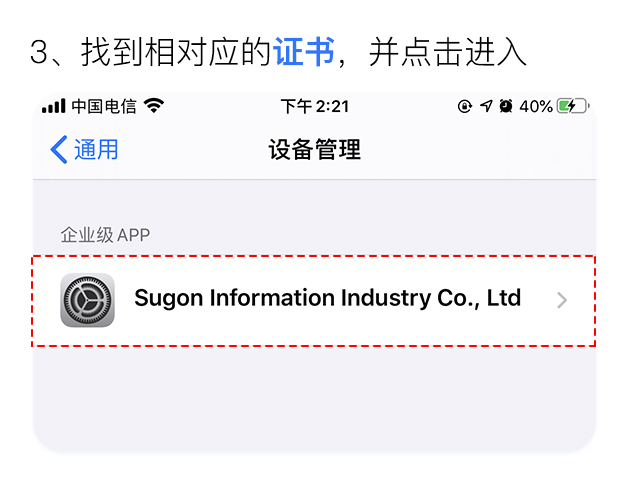 3、找到相对应的证书，并点击进入
中国电信 下午2:21 40%
通用 设备管理
企业级 APP
Sugon Information Industry Co., Ltd